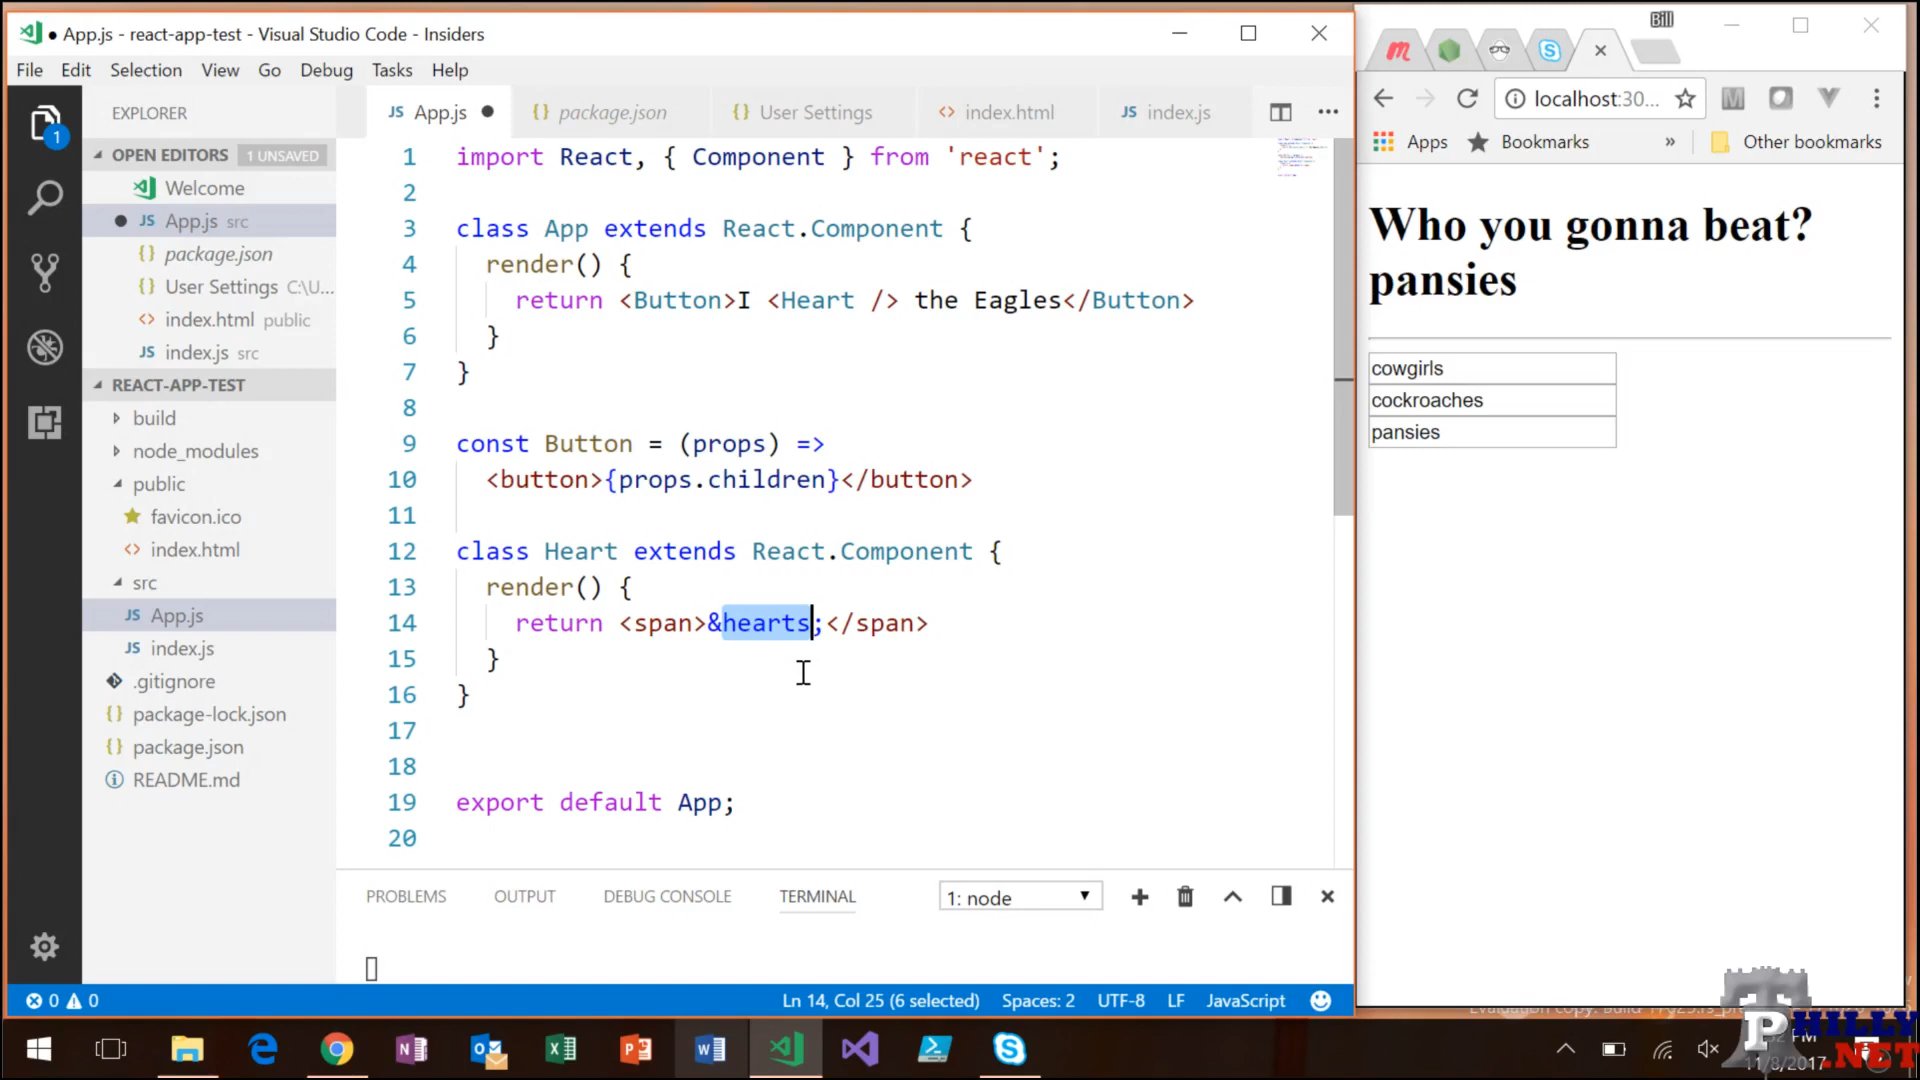 App.js - react-app-test - Visual Studio Code - Insiders
File Edit Selection View Go Debug Tasks Help
EXPLORER
OPEN EDITORS 1 UNSAVED
Welcome
App.js src
package.json
User Settings C:\U...
index.html public
index.js src
REACT-APP-TEST
build
node_modules
public
favicon.ico
index.html
src
App.js
index.js
.gitignore
package-lock.json
package.json
README.md
App.js package.json User Settings index.html index.js
1 import React, { Component } from 'react';
2
3 class App extends React.Component {
4 render() {
5 return <Button>I <Heart /> the Eagles</Button>
6 }
7 }
8
9 const Button = (props) =>
10 <button>{props.children}</button>
11
12 class Heart extends React.Component {
13 render() {
14 return <span>&hearts;</span>
15 }
16 }
17
18
19 export default App;
20
PROBLEMS OUTPUT DEBUG CONSOLE TERMINAL 1: node
0 0 Ln 14, Col 25 (6 selected) Spaces: 2 UTF-8 LF JavaScript
Bill
localhost:30...
Apps Bookmarks » Other bookmarks
Who you gonna beat?
pansies
cowgirls
cockroaches
pansies
PHILLY
.NET
PM
11/8/2017